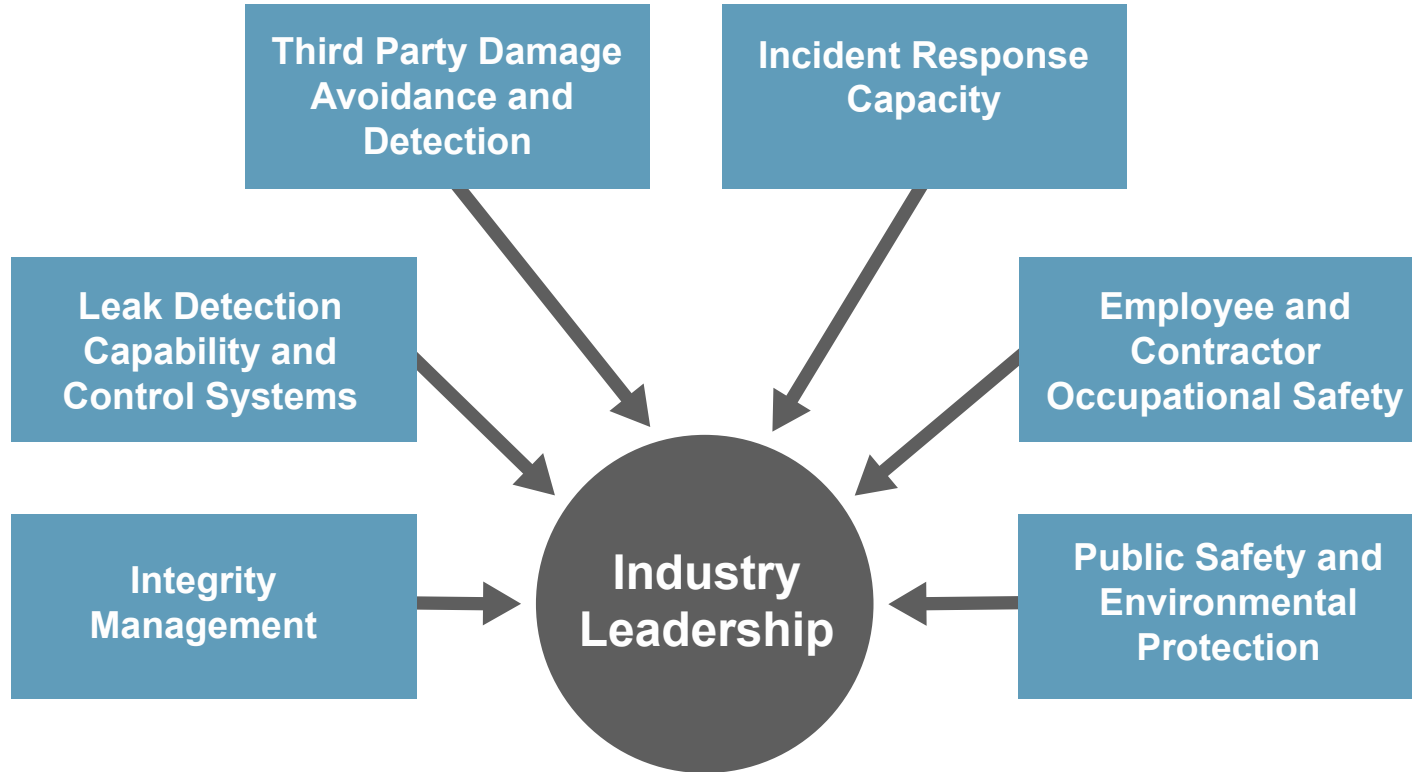 Third Party Damage
Avoidance and
Detection
Incident Response
Capacity
Leak Detection
Capability and
Control Systems
Employee and
Contractor
Occupational Safety
Integrity
Management
Industry
Leadership
Public Safety and
Environmental
Protection